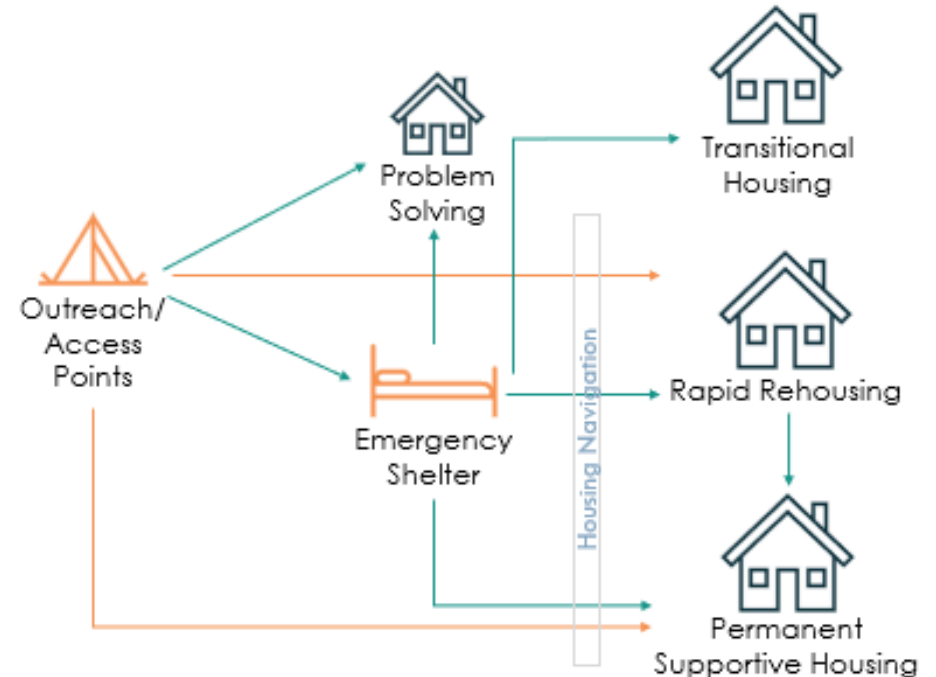 Transitional
Housing
Problem
Solving
Outreach/
Access
Points
Housing Navigation
Rapid Rehousing
Emergency
Shelter
Permanent
Supportive Housing